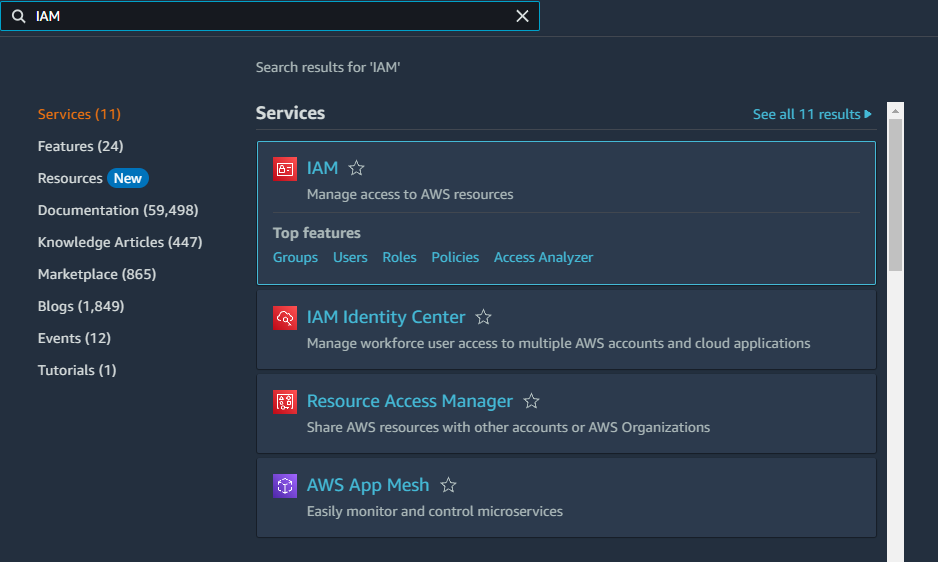 IAM
Search results for 'IAM'
Services (11)
Features (24)
Resources New
Documentation (59,498)
Knowledge Articles (447)
Marketplace (865)
Blogs (1,849)
Events (12)
Tutorials (1)
Services
See all 11 results
IAM
Manage access to AWS resources
Top features
Groups Users Roles Policies Access Analyzer
IAM Identity Center
Manage workforce user access to multiple AWS accounts and cloud applications
Resource Access Manager
Share AWS resources with other accounts or AWS Organizations
AWS App Mesh
Easily monitor and control microservices